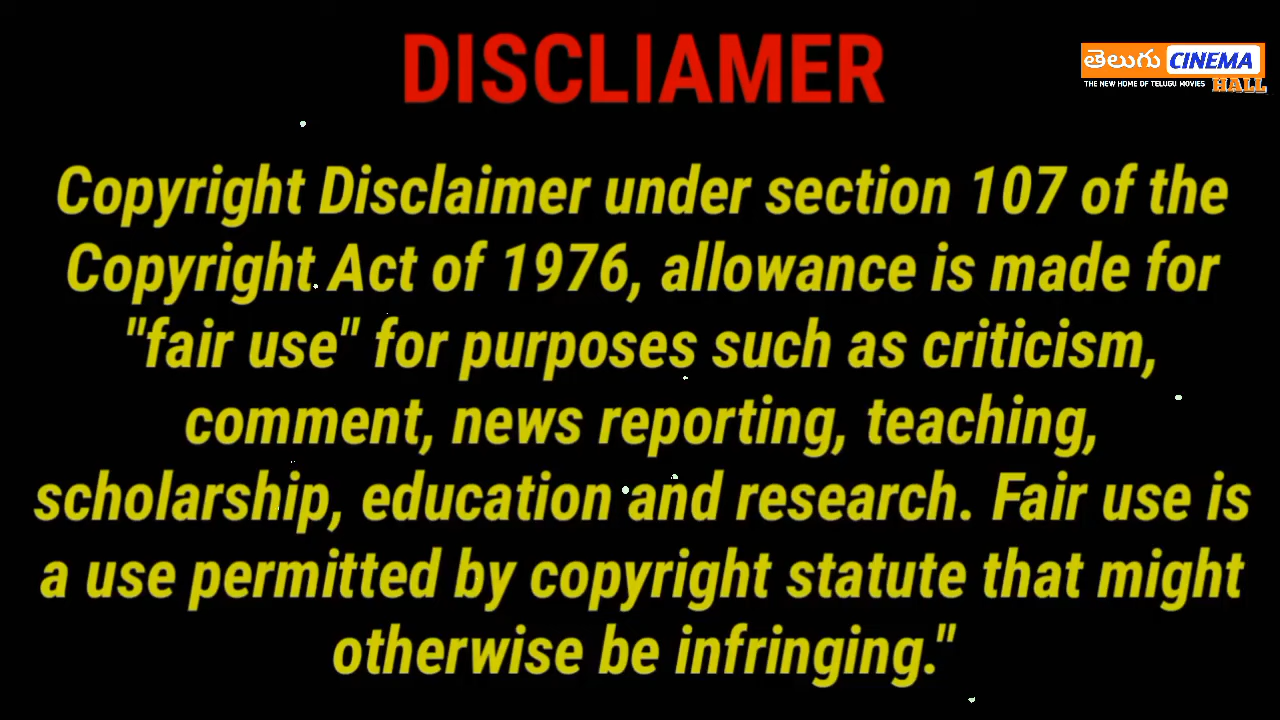 DISCLIAMER
తెలుగు CINEMA
THE NEW HOME OF TELUGU MOVIES HALL
Copyright Disclaimer under section 107 of the
Copyright Act of 1976, allowance is made for
"fair use" for purposes such as criticism,
comment, news reporting, teaching,
scholarship, education and research. Fair use is
a use permitted by copyright statute that might
otherwise be infringing."